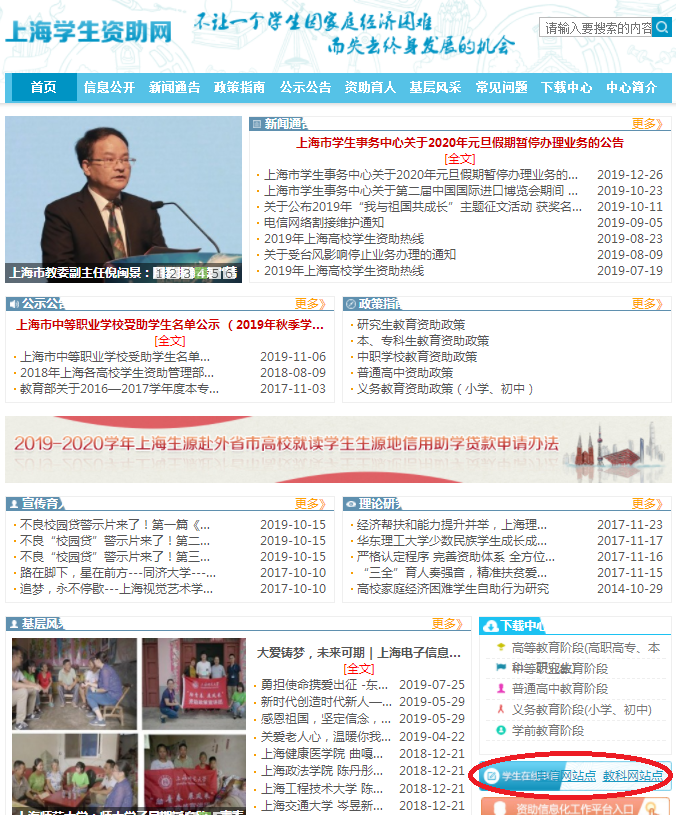 上海学生资助网
不让一个学生因家庭经济困难
而失去终身发展的机会
请输入要搜索的内容
首页 信息公开 新闻通告 政策指南 公示公告 资助育人 基层风采 常见问题 下载中心 中心简介
上海市教委副主任倪闽景：
1 2 3 4 5 6
新闻通告 更多》
上海市学生事务中心关于2020年元旦假期暂停办理业务的公告
[全文]
上海市学生事务中心关于2020年元旦假期暂停办理业务的... 2019-12-26
上海市学生事务中心关于第二届中国国际进口博览会期间 ... 2019-10-23
关于公布2019年“我与祖国共成长”主题征文活动 获奖名... 2019-10-11
电信网络割接维护通知 2019-09-05
2019年上海高校学生资助热线 2019-08-23
关于受台风影响停止业务办理的通知 2019-08-09
2019年上海高校学生资助热线 2019-07-19
公示公告 更多》
上海市中等职业学校受助学生名单公示 （2019年秋季学...
[全文]
上海市中等职业学校受助学生名单... 2019-11-06
2018年上海各高校学生资助管理部... 2018-08-09
教育部关于2016—2017学年度本专... 2017-11-03
政策指南 更多》
研究生教育资助政策
本、专科生教育资助政策
中职学校教育资助政策
普通高中资助政策
义务教育资助政策（小学、初中）
2019-2020学年上海生源赴外省市高校就读学生生源地信用助学贷款申请办法
宣传育人 更多》
不良校园贷警示片来了！第一篇《... 2019-10-15
不良“校园贷”警示片来了！第二... 2019-10-15
不良“校园贷”警示片来了！第三... 2019-10-15
路在脚下，星在前方---同济大学---... 2017-10-10
追梦，永不停歇---上海视觉艺术学... 2017-10-10
理论研究 更多》
经济帮扶和能力提升并举，上海理... 2017-11-23
华东理工大学少数民族学生成长成... 2017-11-17
严格认定程序 完善资助体系 全方位... 2017-11-16
“三全”育人奏强音，精准扶贫爱... 2017-11-15
高校家庭经济困难学生自助行为研究 2014-10-29
基层风采 更多》
大爱铸梦，未来可期｜上海电子信息...
[全文]
勇担使命携爱出征 -东... 2019-07-25
新时代创造时代新人—... 2019-05-29
感恩祖国，坚定信念，... 2019-05-29
关爱老人心，温暖你我... 2019-04-22
上海健康医学院 曲嘎... 2018-12-21
上海政法学院 陈丹彤... 2018-12-21
上海工程技术大学 陈... 2018-12-21
上海交通大学 岑昱新... 2018-12-21
下载中心
高等教育阶段(高职高专、本
科、研究生)
中等职业教育阶段
普通高中教育阶段
义务教育阶段(小学、初中)
学前教育阶段
学生在线申请 网站点 教科网站点
资助信息化工作平台入口